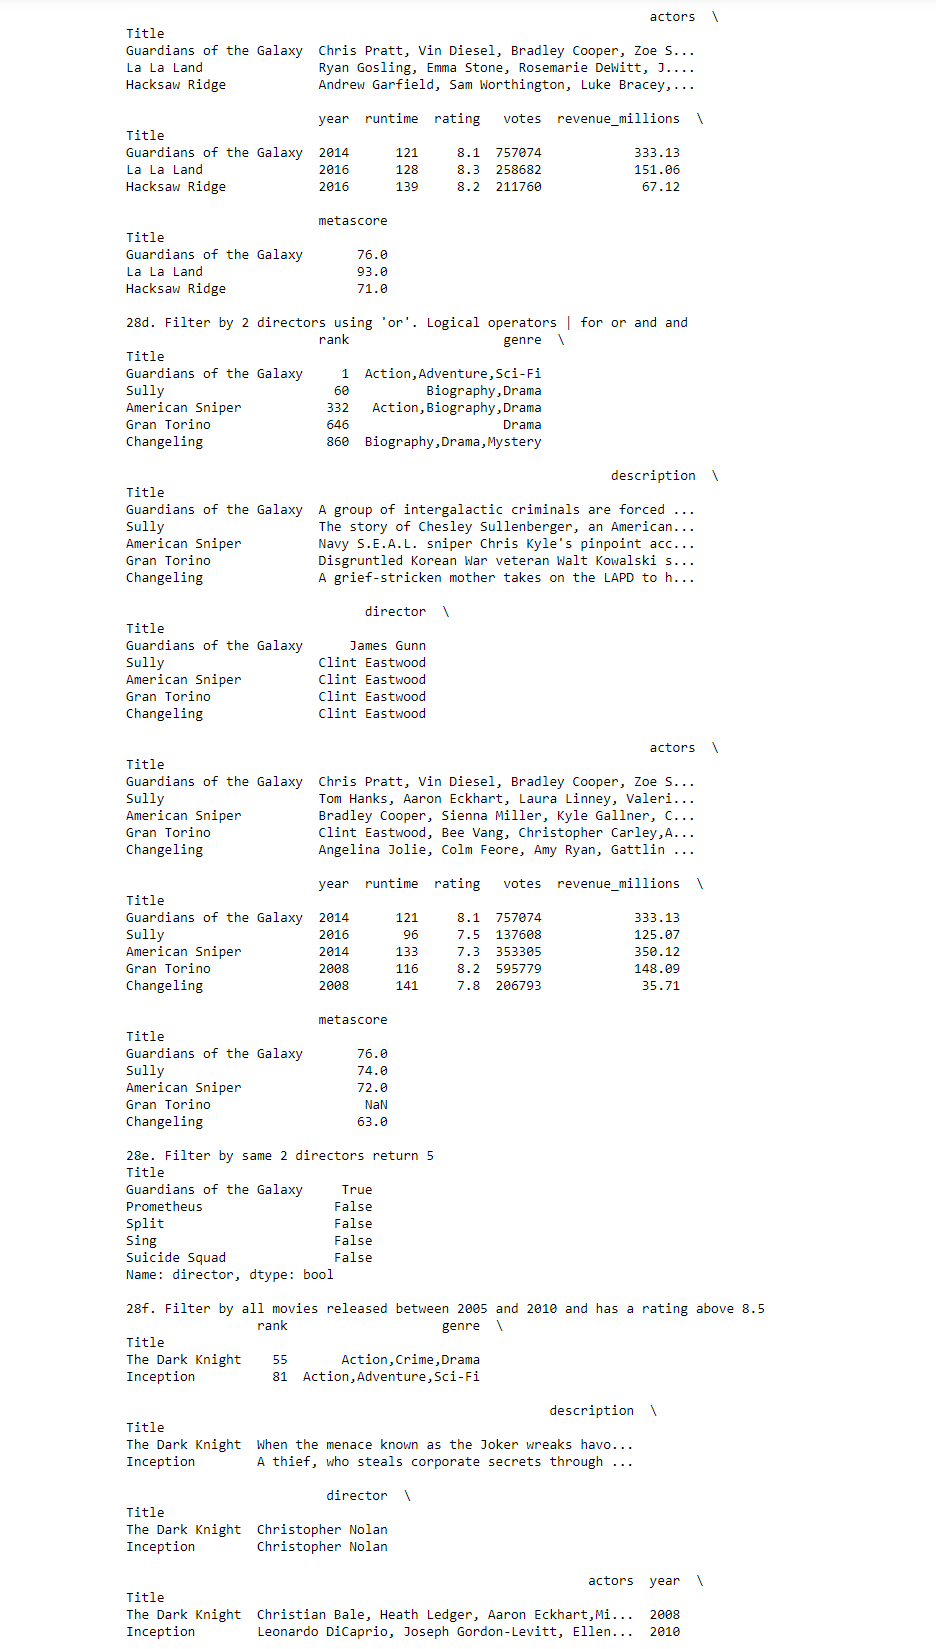 actors \
Title
Guardians of the Galaxy Chris Pratt, Vin Diesel, Bradley Cooper, Zoe S...
La La Land Ryan Gosling, Emma Stone, Rosemarie DeWitt, J....
Hacksaw Ridge Andrew Garfield, Sam Worthington, Luke Bracey,...
year runtime rating votes revenue_millions \
Title
Guardians of the Galaxy 2014 121 8.1 757074 333.13
La La Land 2016 128 8.3 258682 151.06
Hacksaw Ridge 2016 139 8.2 211760 67.12
metascore
Title
Guardians of the Galaxy 76.0
La La Land 93.0
Hacksaw Ridge 71.0
28d. Filter by 2 directors using 'or'. Logical operators | for or and and
rank genre \
Title
Guardians of the Galaxy 1 Action,Adventure,Sci-Fi
Sully 60 Biography,Drama
American Sniper 332 Action,Biography,Drama
Gran Torino 646 Drama
Changeling 860 Biography,Drama,Mystery
description \
Title
Guardians of the Galaxy A group of intergalactic criminals are forced ...
Sully The story of Chesley Sullenberger, an American...
American Sniper Navy S.E.A.L. sniper Chris Kyle's pinpoint acc...
Gran Torino Disgruntled Korean War veteran Walt Kowalski s...
Changeling A grief-stricken mother takes on the LAPD to h...
director \
Title
Guardians of the Galaxy James Gunn
Sully Clint Eastwood
American Sniper Clint Eastwood
Gran Torino Clint Eastwood
Changeling Clint Eastwood
actors \
Title
Guardians of the Galaxy Chris Pratt, Vin Diesel, Bradley Cooper, Zoe S...
Sully Tom Hanks, Aaron Eckhart, Laura Linney, Valeri...
American Sniper Bradley Cooper, Sienna Miller, Kyle Gallner, C...
Gran Torino Clint Eastwood, Bee Vang, Christopher Carley,A...
Changeling Angelina Jolie, Colm Feore, Amy Ryan, Gattlin ...
year runtime rating votes revenue_millions \
Title
Guardians of the Galaxy 2014 121 8.1 757074 333.13
Sully 2016 96 7.5 137608 125.07
American Sniper 2014 133 7.3 353305 350.12
Gran Torino 2008 116 8.2 595779 148.09
Changeling 2008 141 7.8 206793 35.71
metascore
Title
Guardians of the Galaxy 76.0
Sully 74.0
American Sniper 72.0
Gran Torino NaN
Changeling 63.0
28e. Filter by same 2 directors return 5
Title
Guardians of the Galaxy True
Prometheus False
Split False
Sing False
Suicide Squad False
Name: director, dtype: bool
28f. Filter by all movies released between 2005 and 2010 and has a rating above 8.5
rank genre \
Title
The Dark Knight 55 Action,Crime,Drama
Inception 81 Action,Adventure,Sci-Fi
description \
Title
The Dark Knight When the menace known as the Joker wreaks havo...
Inception A thief, who steals corporate secrets through ...
director \
Title
The Dark Knight Christopher Nolan
Inception Christopher Nolan
actors year \
Title
The Dark Knight Christian Bale, Heath Ledger, Aaron Eckhart,Mi... 2008
Inception Leonardo DiCaprio, Joseph Gordon-Levitt, Ellen... 2010